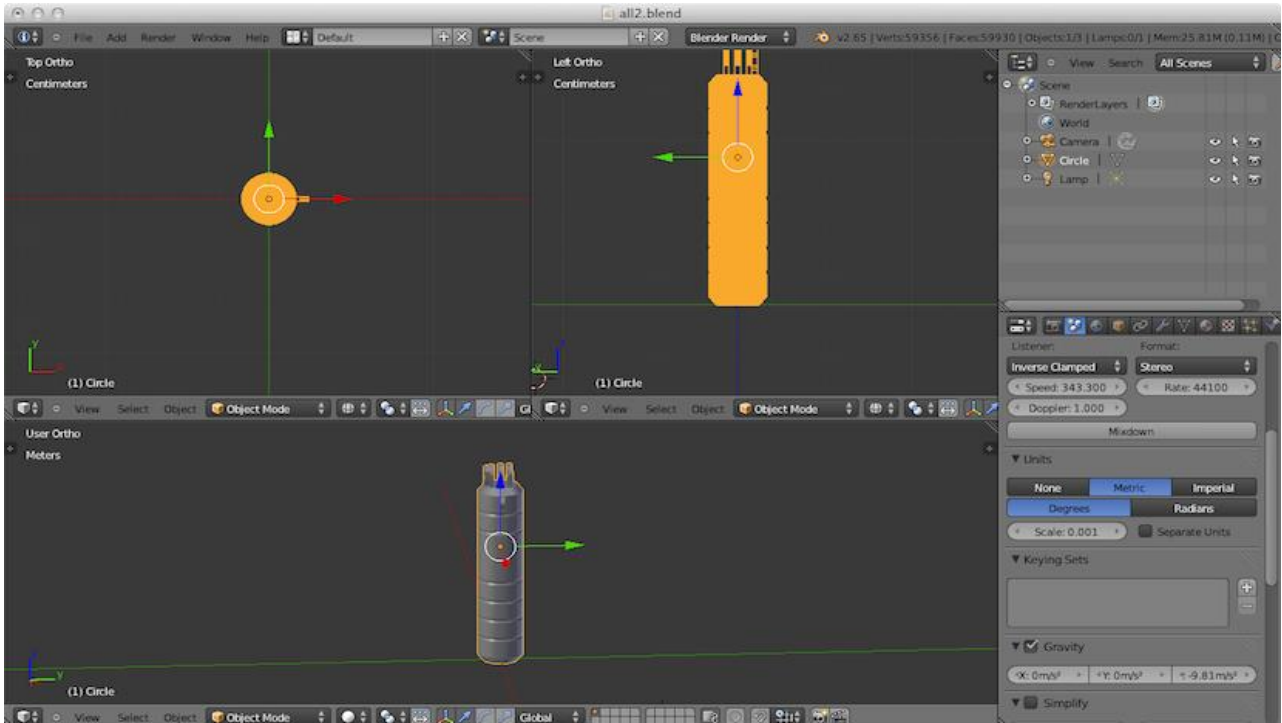 all2.blend
File Add Render Window Help Default Scene Blender Render v2.65 | Verts:59356 | Faces:59930 | Objects:1/3 | Lamps:0/1 | Mem:25.81M (0.11M) |
Top Ortho
Centimeters
(1) Circle
View Select Object Object Mode
Left Ortho
Centimeters
(1) Circle
View Select Object Object Mode
User Ortho
Meters
(1) Circle
View Select Object Object Mode Global
View Search All Scenes
Scene
RenderLayers |
World
Camera |
Circle |
Lamp |
Listener: Format:
Inverse Clamped Stereo
Speed: 343.300 Rate: 44100
Doppler: 1.000
Mixdown
Units
None Metric Imperial
Degrees Radians
Scale: 0.001 Separate Units
Keying Sets
Gravity
X: 0m/s² Y: 0m/s² -9.81m/s²
Simplify